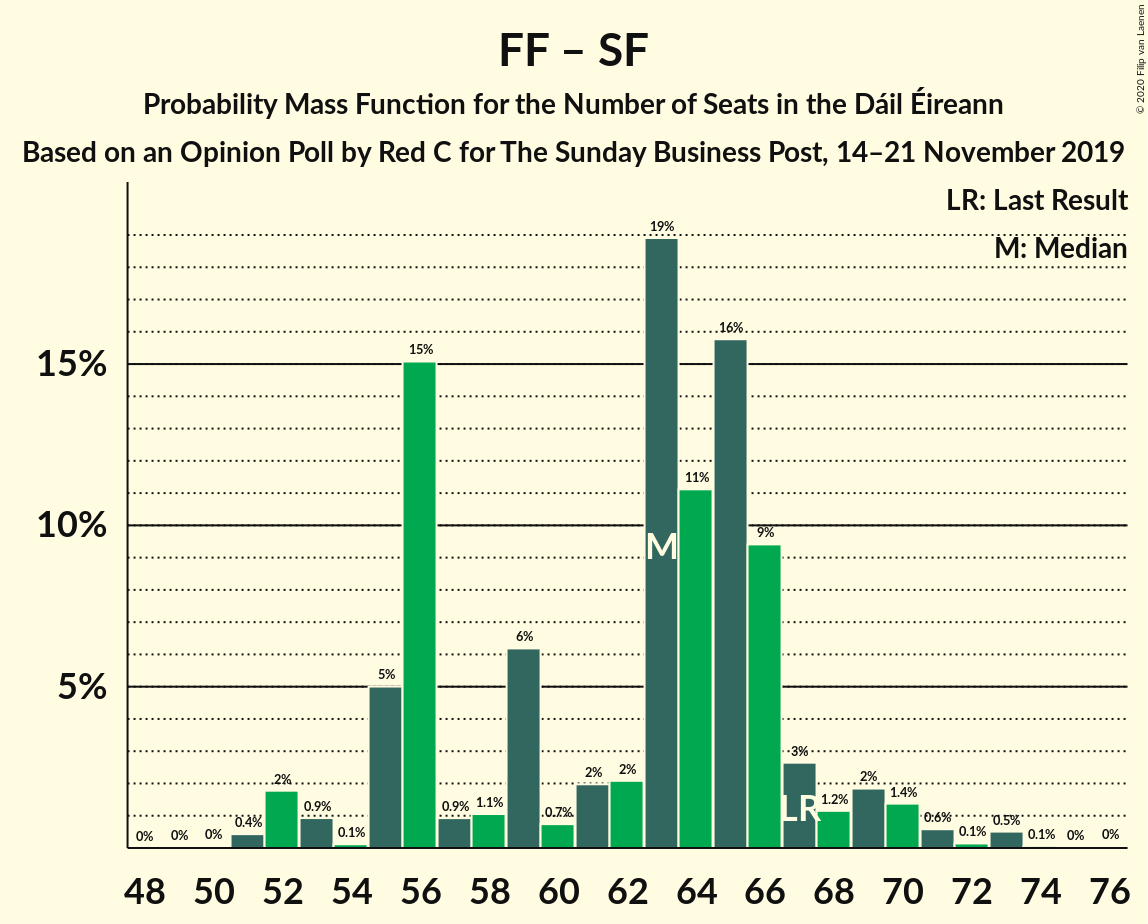 FF – SF
Probability Mass Function for the Number of Seats in the Dáil Éireann
Based on an Opinion Poll by Red C for The Sunday Business Post, 14–21 November 2019
© 2020 Filip van Laenen
LR: Last Result
M: Median
15%
10%
5%
0% 0% 0% 0.4% 2% 0.9% 0.1% 5% 15% 0.9% 1.1% 6% 0.7% 2% 2% 19% 11% 16% 9% 3% 1.2% 2% 1.4% 0.6% 0.1% 0.5% 0.1% 0% 0%
M
LR
48 50 52 54 56 58 60 62 64 66 68 70 72 74 76